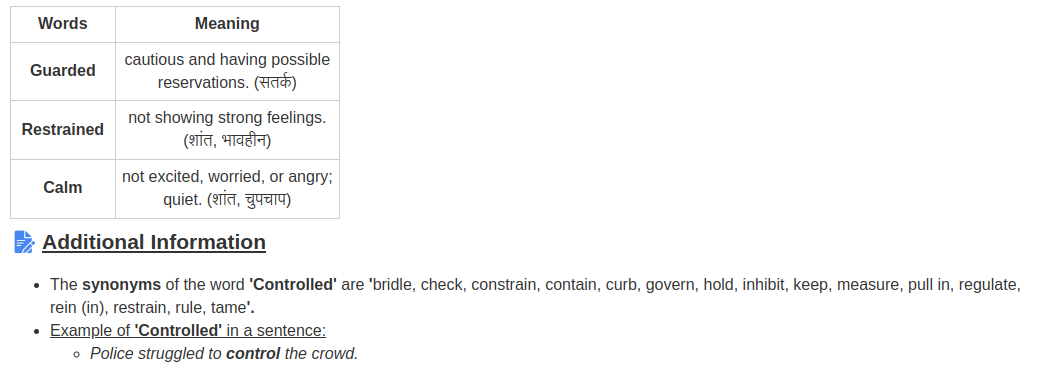 Words Meaning
Guarded cautious and having possible
reservations. (सतर्क)
Restrained not showing strong feelings.
(शांत, भावहीन)
Calm not excited, worried, or angry;
quiet. (शांत, चुपचाप)
Additional Information
• The synonyms of the word 'Controlled' are 'bridle, check, constrain, contain, curb, govern, hold, inhibit, keep, measure, pull in, regulate,
rein (in), restrain, rule, tame'.
• Example of 'Controlled' in a sentence:
◦ Police struggled to control the crowd.